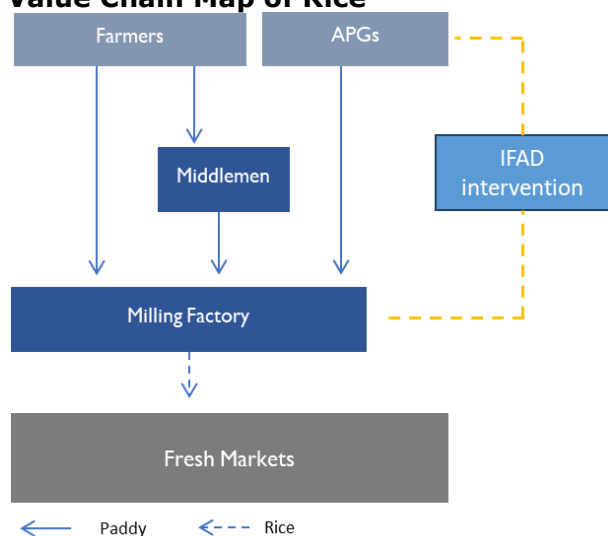 Value Chain Map of Rice
Farmers
APGs
IFAD
intervention
Middlemen
Milling Factory
Fresh Markets
Paddy
Rice